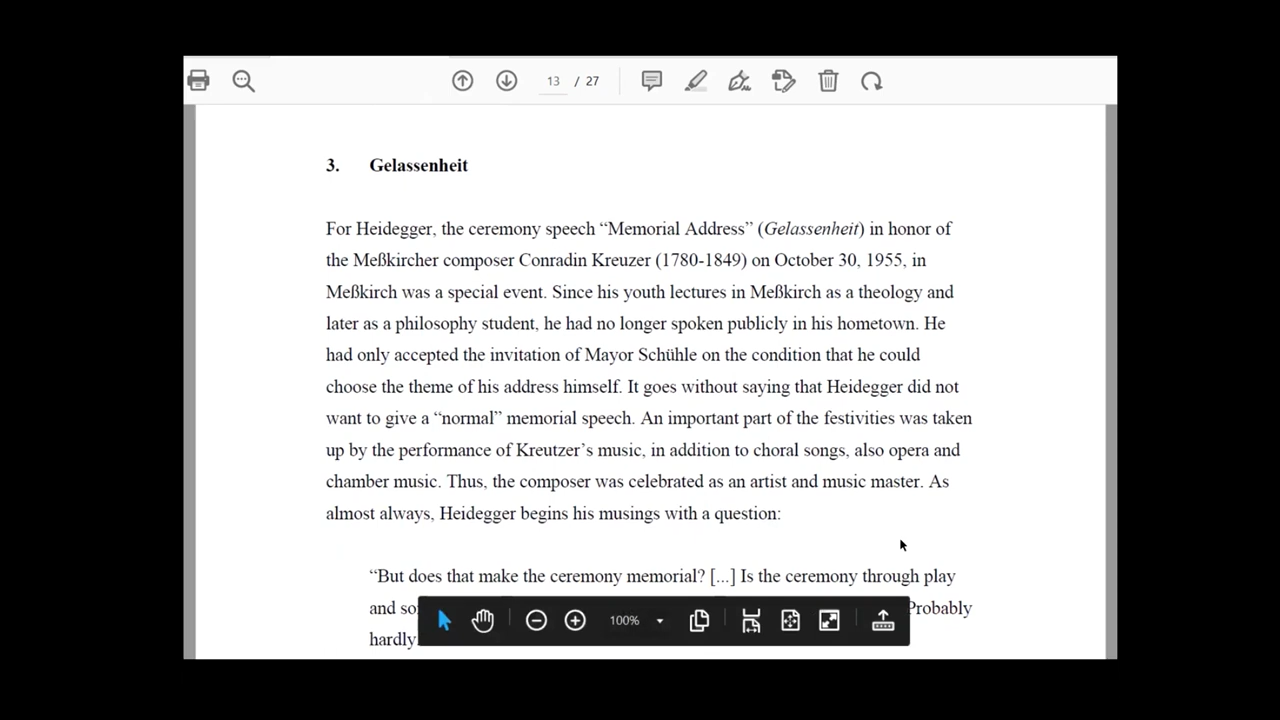 13 / 27
3. Gelassenheit
For Heidegger, the ceremony speech “Memorial Address” (Gelassenheit) in honor of
the Meßkircher composer Conradin Kreuzer (1780-1849) on October 30, 1955, in
Meßkirch was a special event. Since his youth lectures in Meßkirch as a theology and
later as a philosophy student, he had no longer spoken publicly in his hometown. He
had only accepted the invitation of Mayor Schühle on the condition that he could
choose the theme of his address himself. It goes without saying that Heidegger did not
want to give a “normal” memorial speech. An important part of the festivities was taken
up by the performance of Kreutzer’s music, in addition to choral songs, also opera and
chamber music. Thus, the composer was celebrated as an artist and music master. As
almost always, Heidegger begins his musings with a question:
“But does that make the ceremony memorial? [...] Is the ceremony through play
and Probably
hardly.
100%